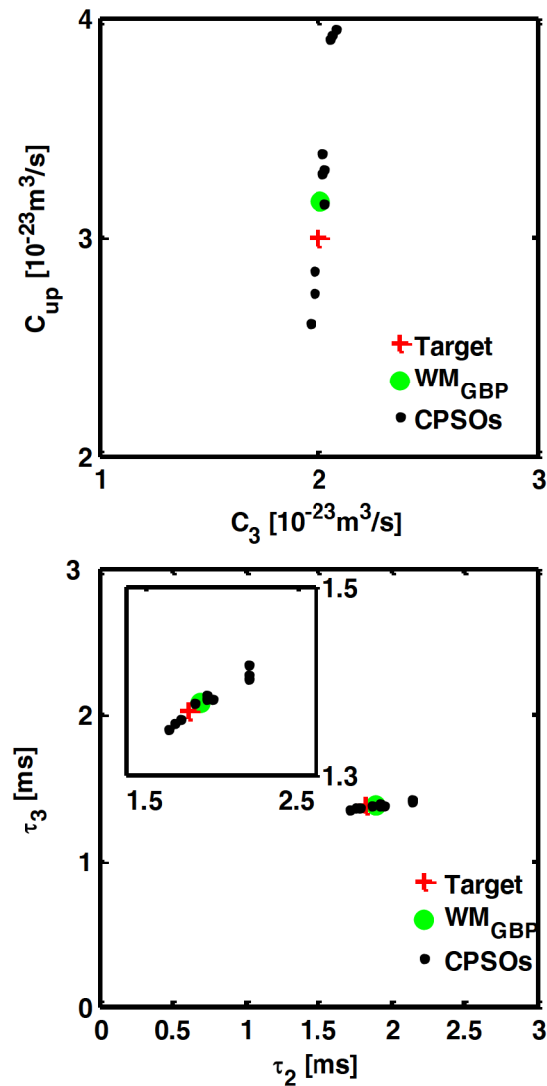 4
3
2
C_up [10^-23 m^3/s]
Target
WM_GBP
CPSOs
1 2 3
C_3 [10^-23 m^3/s]
3
2
1
0
τ_3 [ms]
1.5
1.3
1.5 2.5
Target
WM_GBP
CPSOs
0 0.5 1 1.5 2 2.5 3
τ_2 [ms]